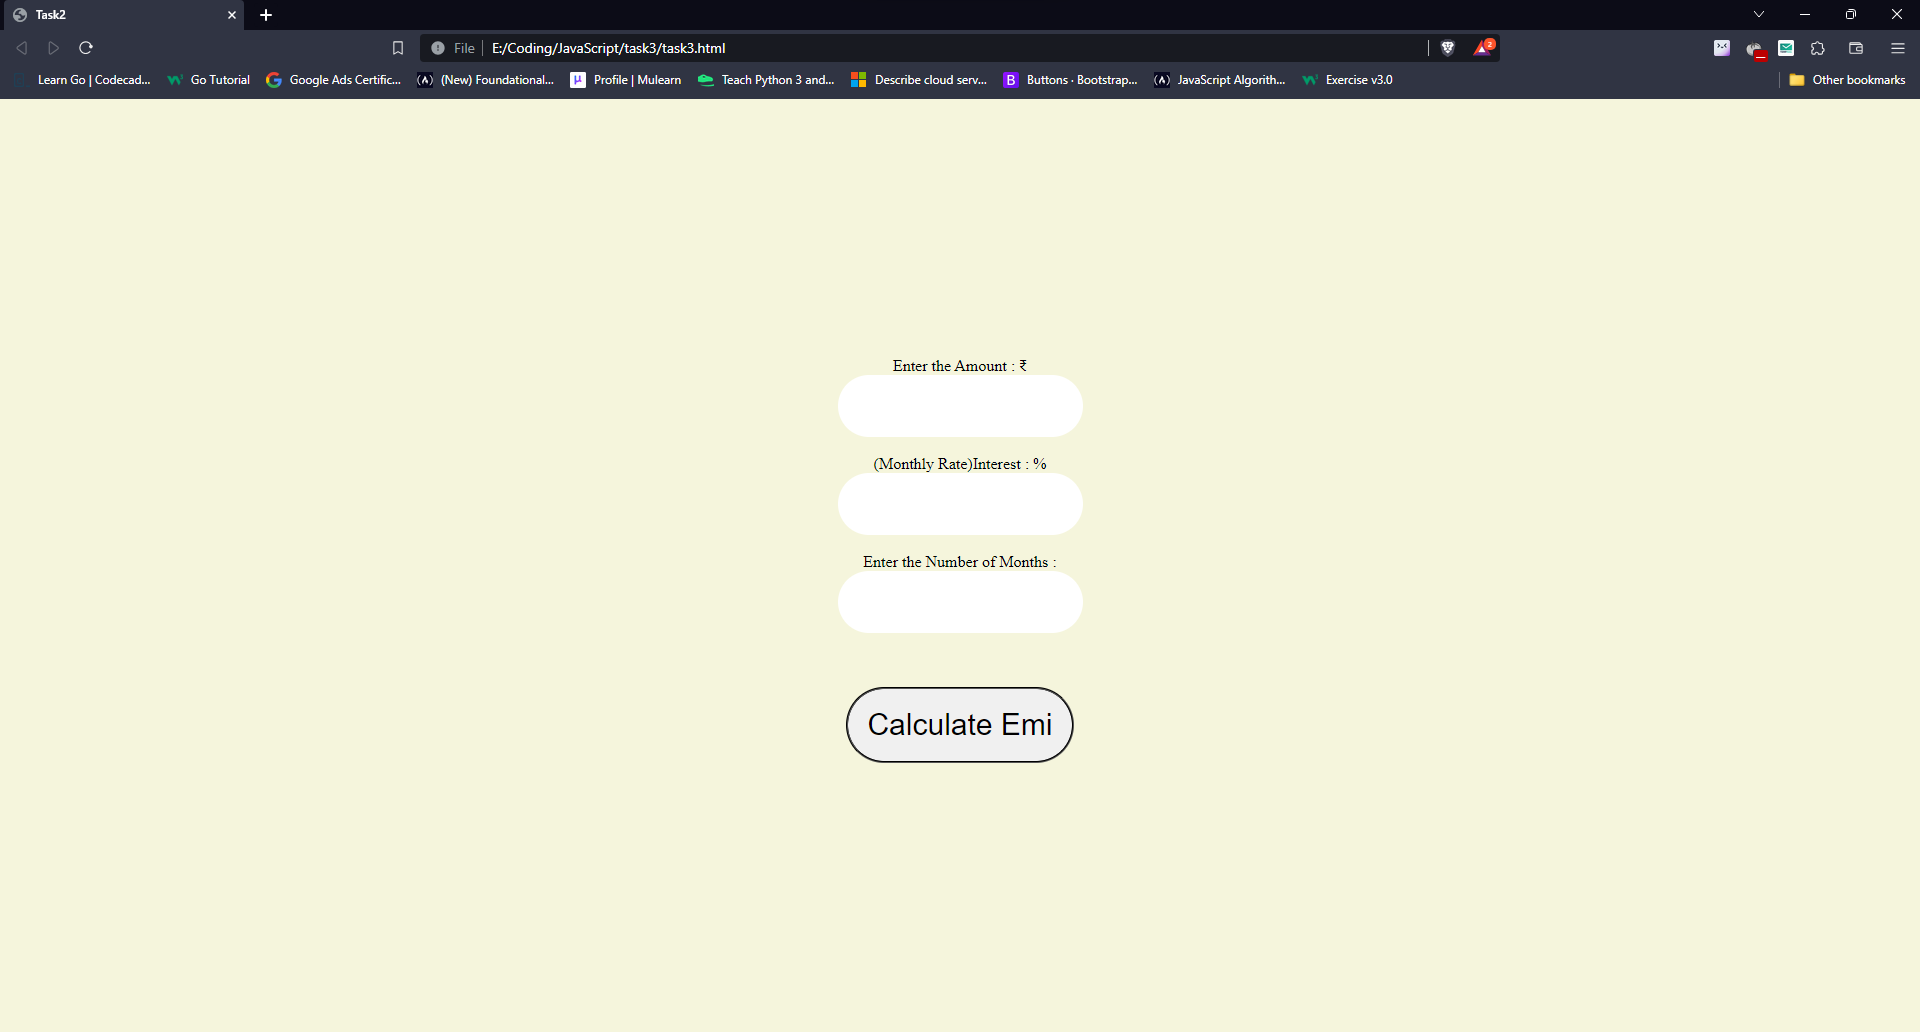 Task2
File
E:/Coding/JavaScript/task3/task3.html
2
Learn Go | Codecad...
Go Tutorial
Google Ads Certific...
(New) Foundational...
Profile | Mulearn
Teach Python 3 and...
Describe cloud serv...
B
Buttons · Bootstrap...
JavaScript Algorith...
Exercise v3.0
Other bookmarks
Enter the Amount : ₹
(Monthly Rate)Interest : %
Enter the Number of Months :
Calculate Emi